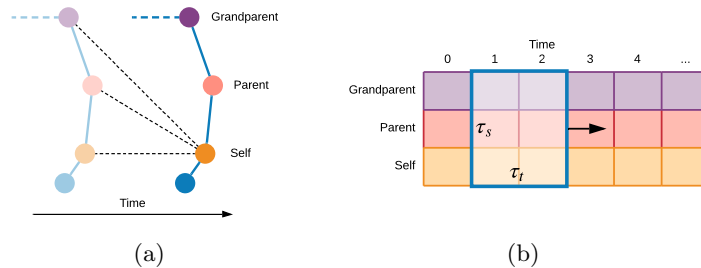 Grandparent
Parent
Self
Time
(a)
Time
0 1 2 3 4 ...
Grandparent
Parent
Self
τs
τt
(b)